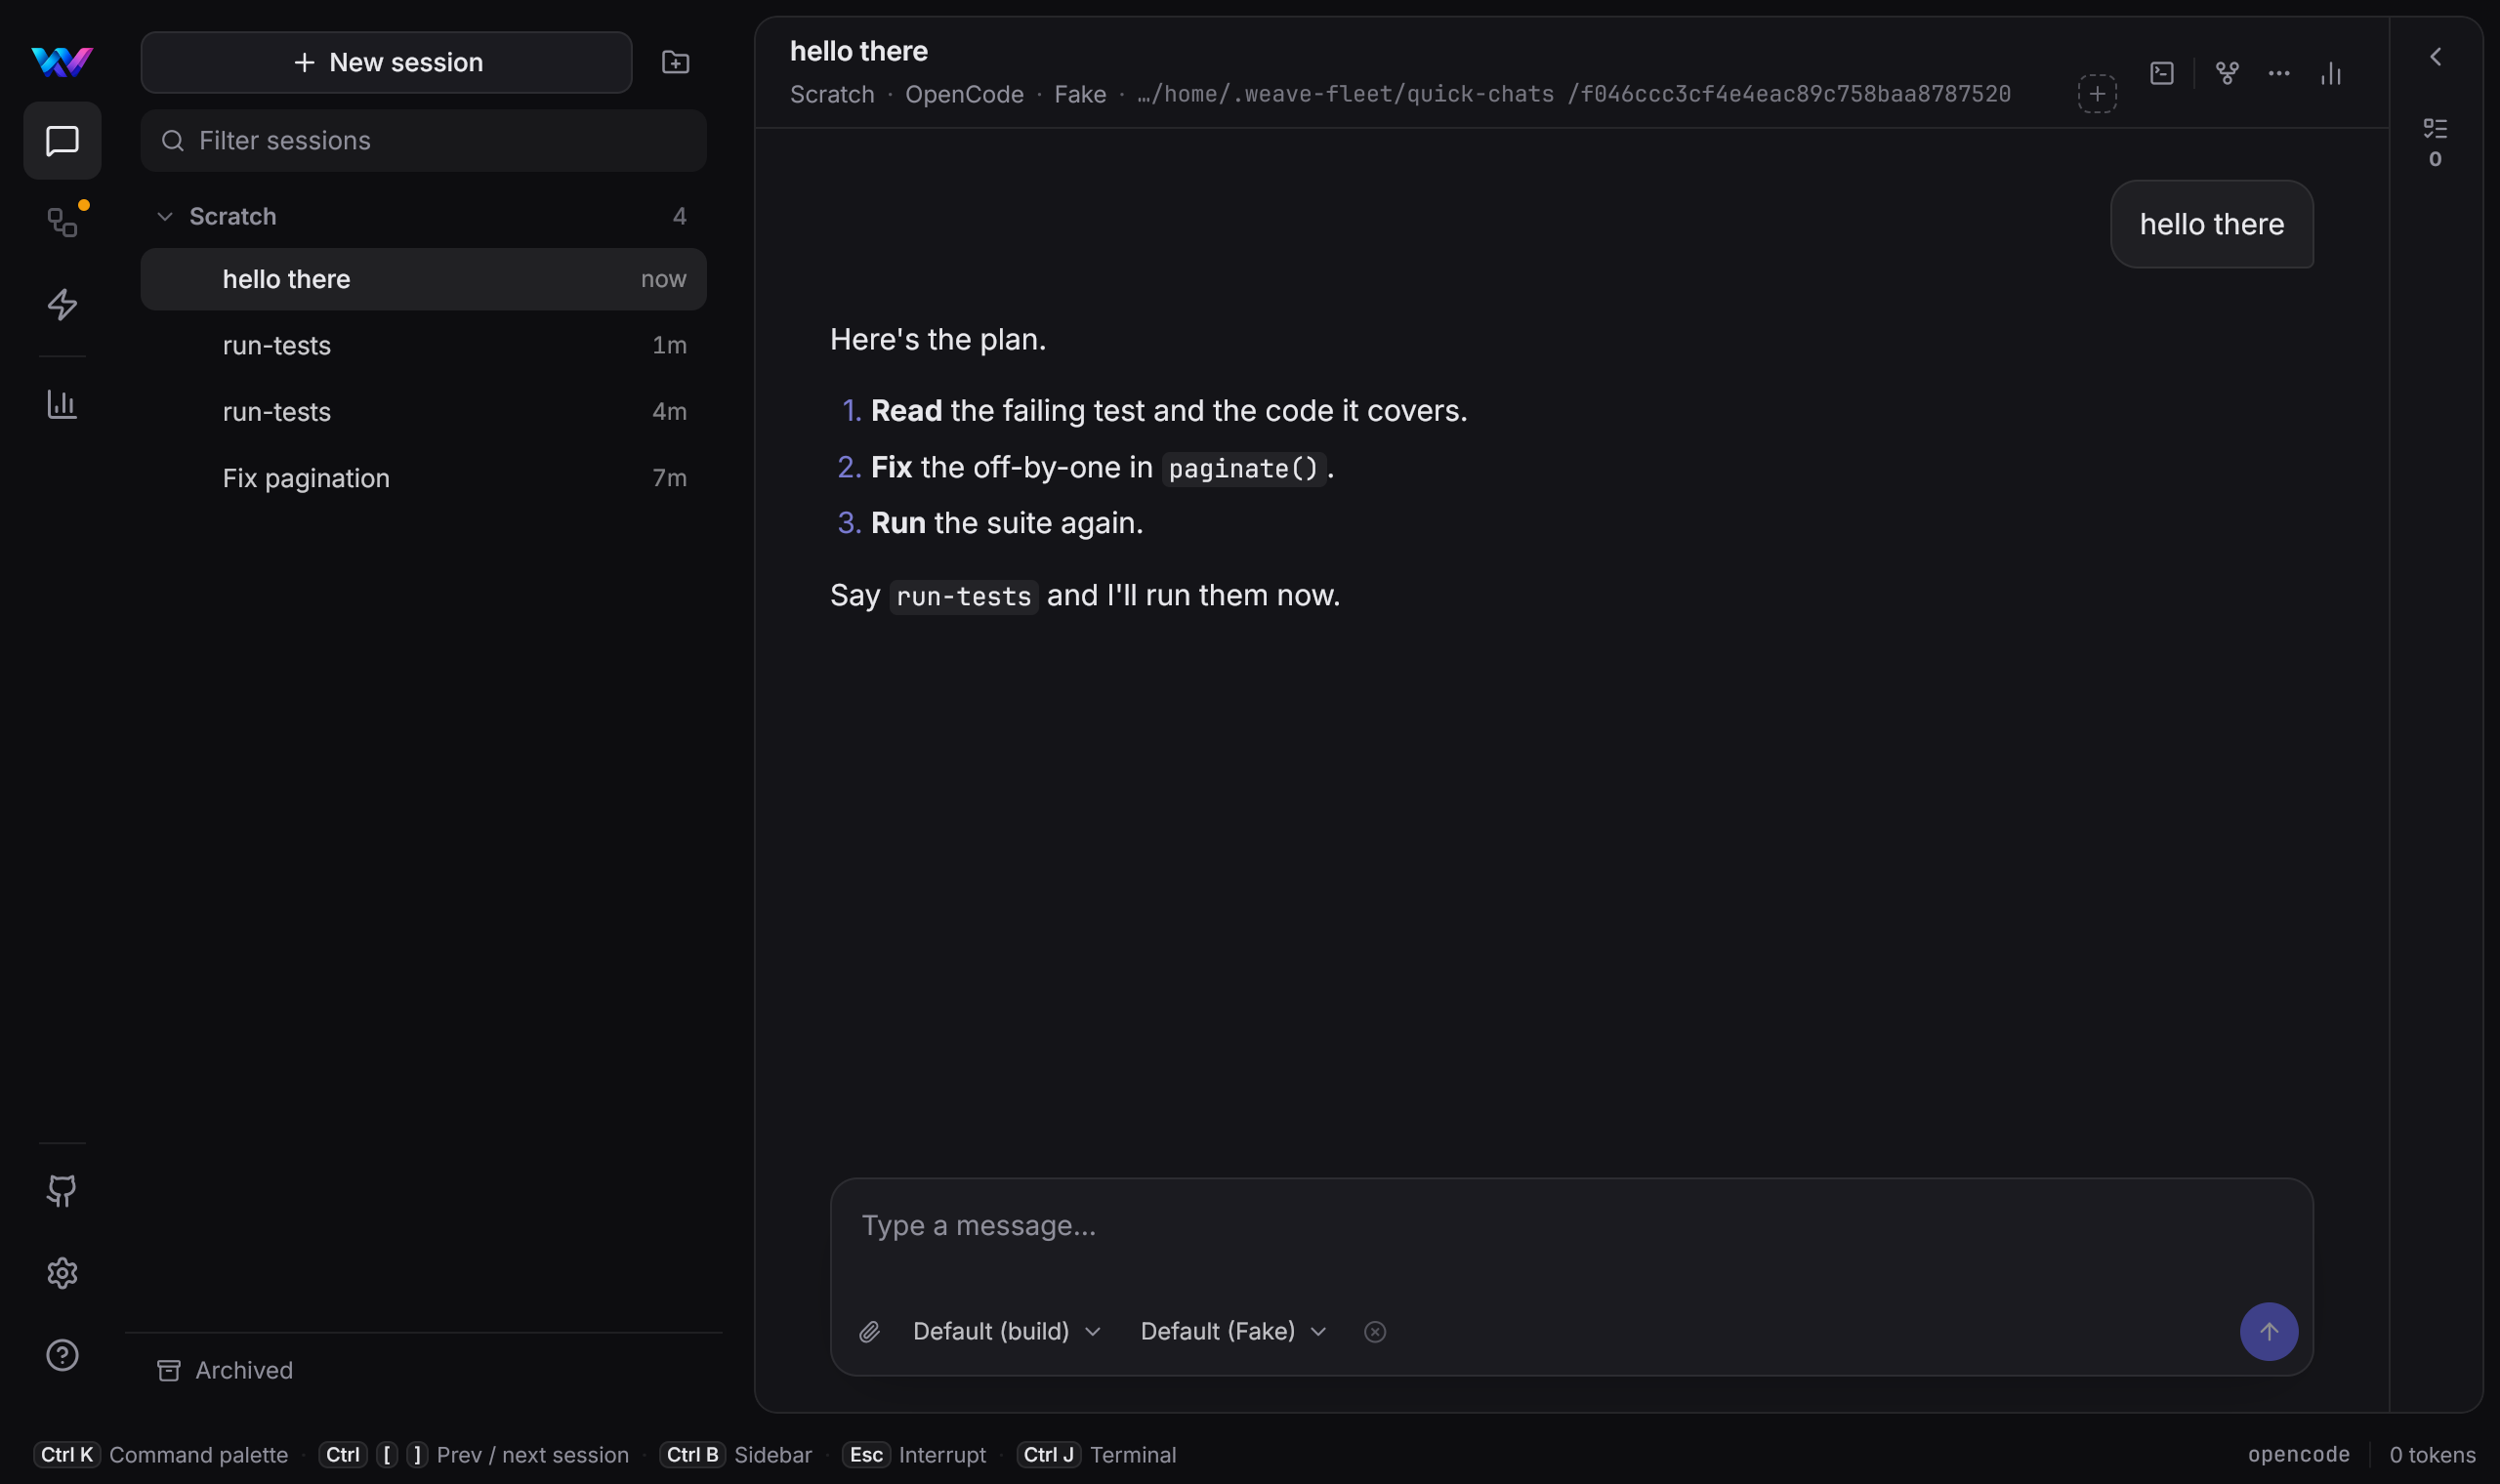 New session
Filter sessions
Scratch 4
hello there now
run-tests 1m
run-tests 4m
Fix pagination 7m
Archived
hello there
Scratch · OpenCode · Fake · …/home/.weave-fleet/quick-chats /f046ccc3cf4e4eac89c758baa8787520
0
hello there
Here's the plan.
1. Read the failing test and the code it covers.
2. Fix the off-by-one in paginate().
3. Run the suite again.
Say run-tests and I'll run them now.
Type a message...
Default (build) Default (Fake)
Ctrl K Command palette · Ctrl [ ] Prev / next session · Ctrl B Sidebar · Esc Interrupt · Ctrl J Terminal
opencode 0 tokens